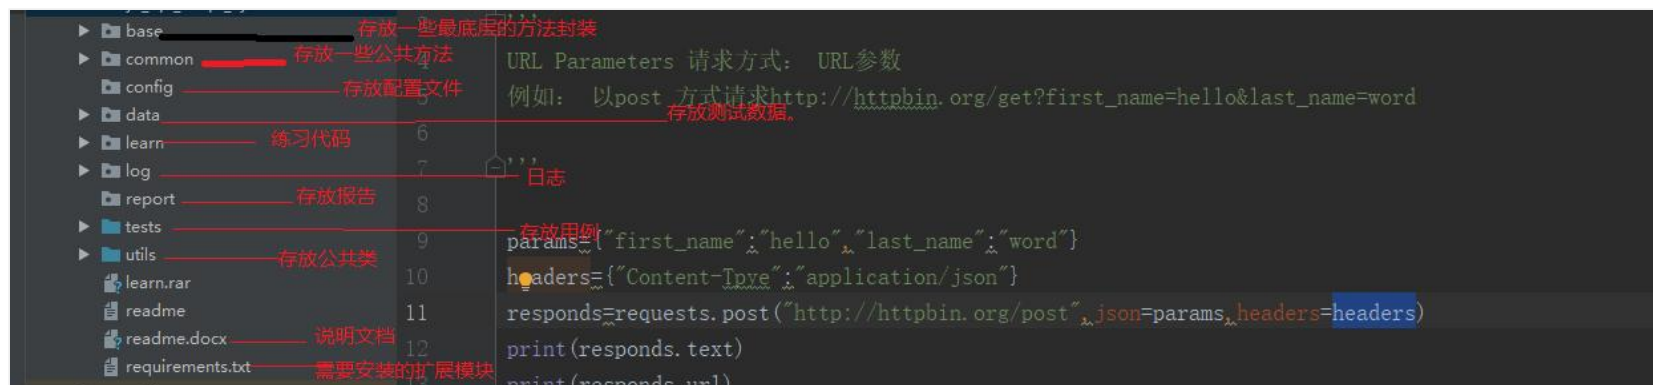 base 存放一些最底层的方法封装
common 存放一些公共方法
config 存放配置文件
data 存放测试数据。
learn 练习代码
log 日志
report 存放报告
tests 存放用例
utils 存放公共类
learn.rar
readme
readme.docx 说明文档
requirements.txt 需要安装的扩展模块
'''
URL Parameters 请求方式： URL参数
例如： 以post 方式请求http://httpbin.org/get?first_name=hello&last_name=word
6
7 '''
8
9 params={"first_name":"hello","last_name":"word"}
10 headers={"Content-Tpye":"application/json"}
11 responds=requests.post("http://httpbin.org/post",json=params,headers=headers)
12 print(responds.text)
print(responds.url)